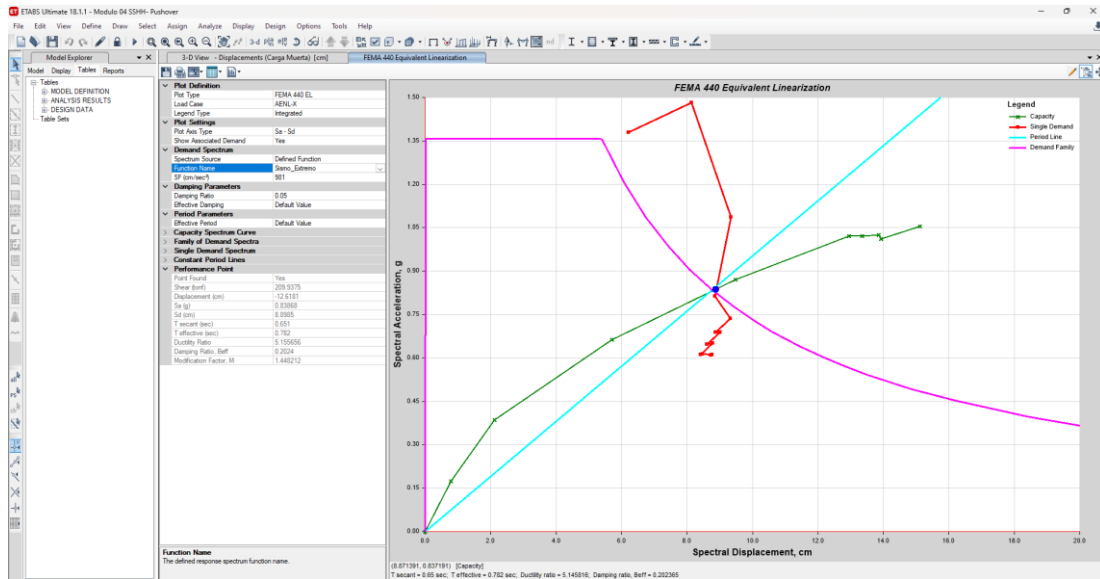 ETABS Ultimate 18.1.1 - Modulo 04 SSHH- Pushover
File Edit View Define Draw Select Assign Analyze Display Design Options Tools Help
Model Explorer
3-D View - Displacements (Carga Muerta) [cm]
FEMA 440 Equivalent Linearization
Model Display Tables Reports
Tables
MODEL DEFINITION
ANALYSIS RESULTS
DESIGN DATA
Table Sets
Plot Definition
Plot Type FEMA 440 EL
Load Case AENL-X
Legend Type Integrated
Plot Settings
Plot Axis Type Sa - Sd
Show Associated Demand Yes
Demand Spectrum
Spectrum Source Defined Function
Function Name Sismo_Extremo
SF (cm/sec²) 981
Damping Parameters
Damping Ratio 0.05
Effective Damping Default Value
Period Parameters
Effective Period Default Value
Capacity Spectrum Curve
Family of Demand Spectra
Single Demand Spectrum
Constant Period Lines
Performance Point
Point Found Yes
Shear (tonf) 209.9375
Displacement (cm) -12.6181
Sa (g) 0.83868
Sd (cm) 8.8985
T secant (sec) 0.651
T effective (sec) 0.782
Ductility Ratio 5.155656
Damping Ratio, Beff 0.2024
Modification Factor, M 1.448212
Function Name
The defined response spectrum function name.
FEMA 440 Equivalent Linearization
Legend
Capacity
Single Demand
Period Line
Demand Family
1.50
1.35
1.20
1.05
0.90
0.75
0.60
0.45
0.30
0.15
0.00
Spectral Acceleration, g
0.0 2.0 4.0 6.0 8.0 10.0 12.0 14.0 16.0 18.0 20.0
Spectral Displacement, cm
(8.871391, 0.837191) [Capacity]
T secant = 0.65 sec; T effective = 0.782 sec; Ductility ratio = 5.145816; Damping ratio, Beff = 0.202365